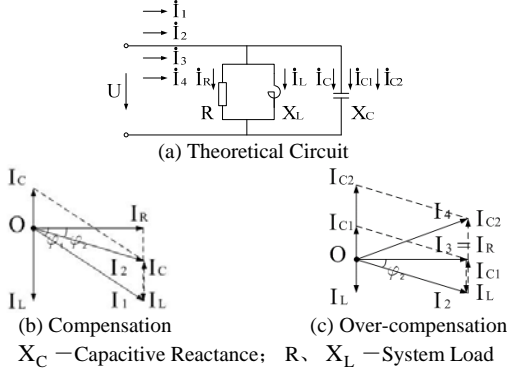 İ₁
İ₂
İ₃
İ₄ İR İL İC İC1 İC2
U
R XL XC
(a) Theoretical Circuit
IC
O IR
φ₁ φ₂
I₂ IC
IL I₁ IL
(b) Compensation
IC2
I₄ IC2
IC1
I₃ = IR
O
IC1
φ₂
IL I₂ IL
(c) Over-compensation
XC －Capacitive Reactance； R、 XL －System Load